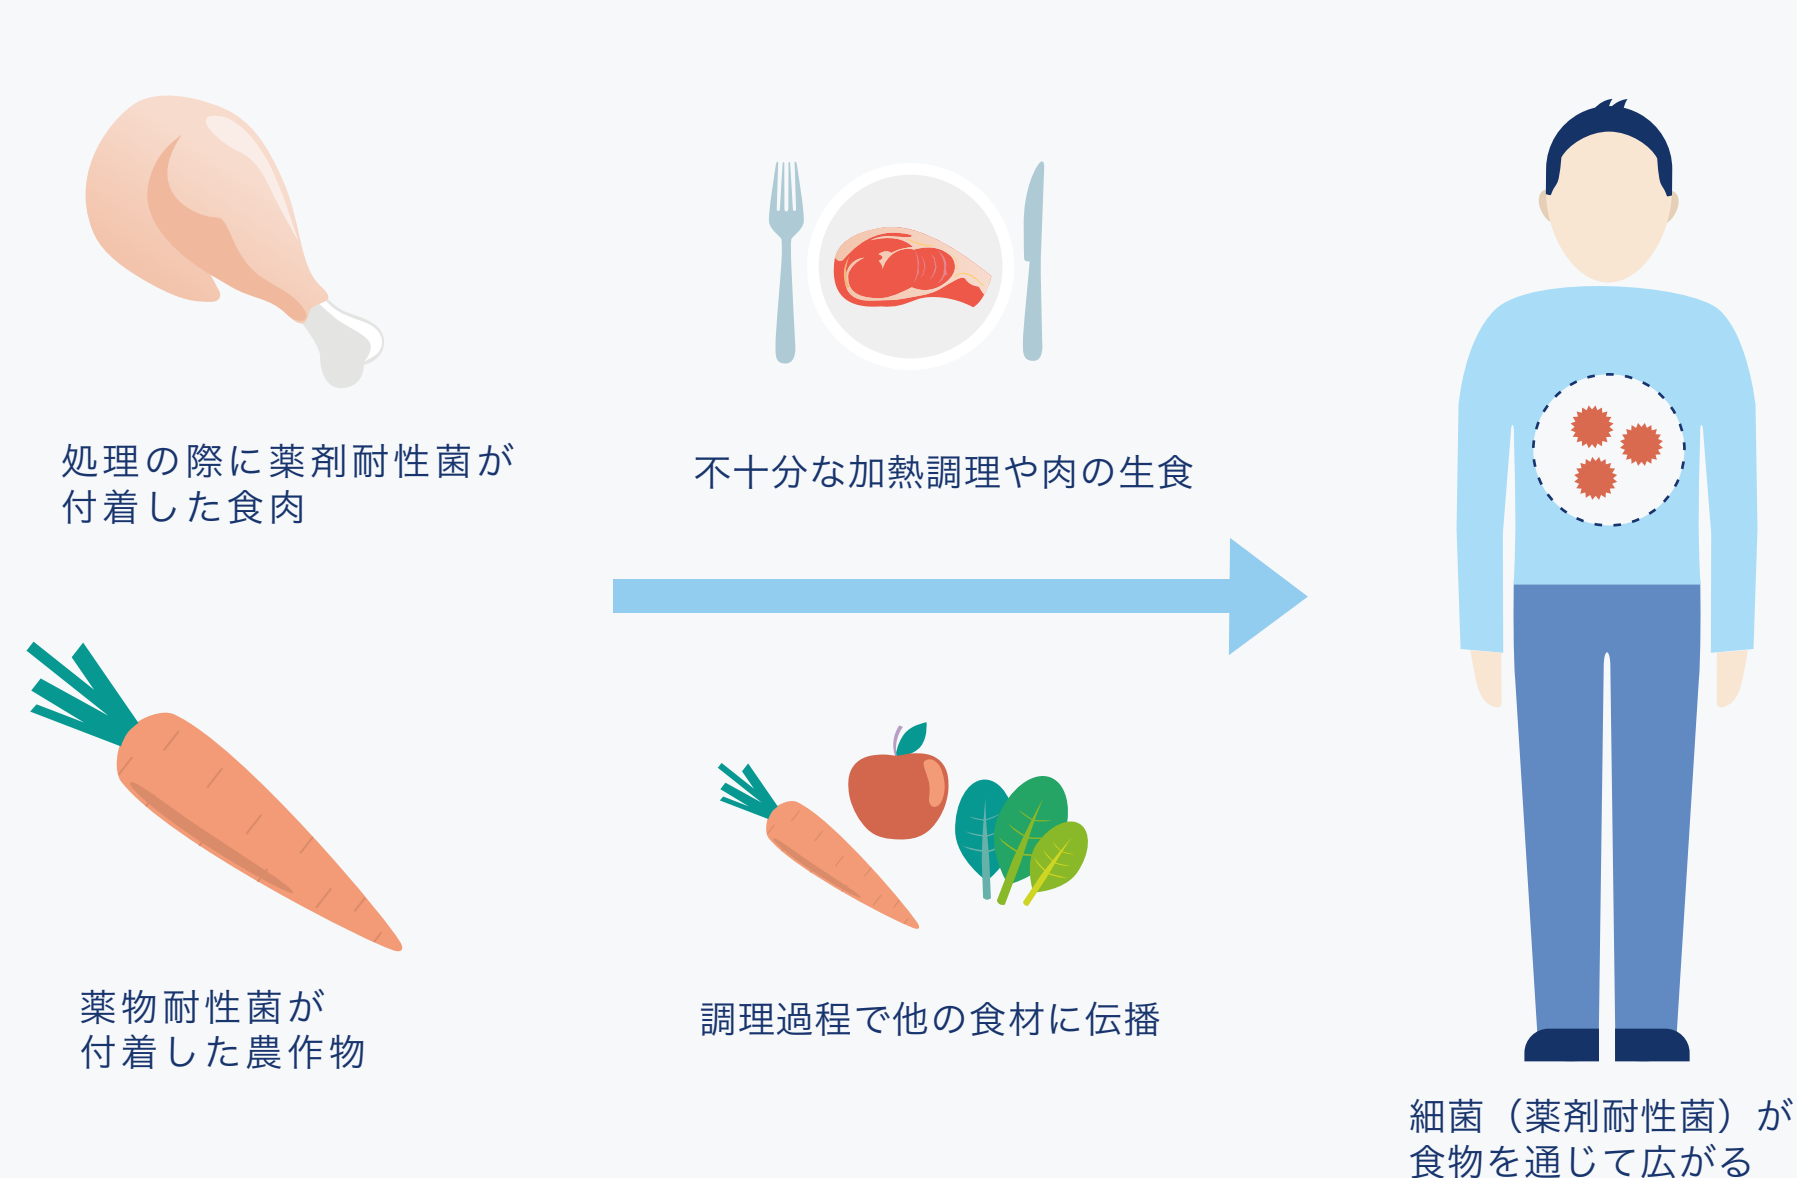 処理の際に薬剤耐性菌が
付着した食肉
不十分な加熱調理や肉の生食
薬物耐性菌が
付着した農作物
調理過程で他の食材に伝播
細菌（薬剤耐性菌）が
食物を通じて広がる